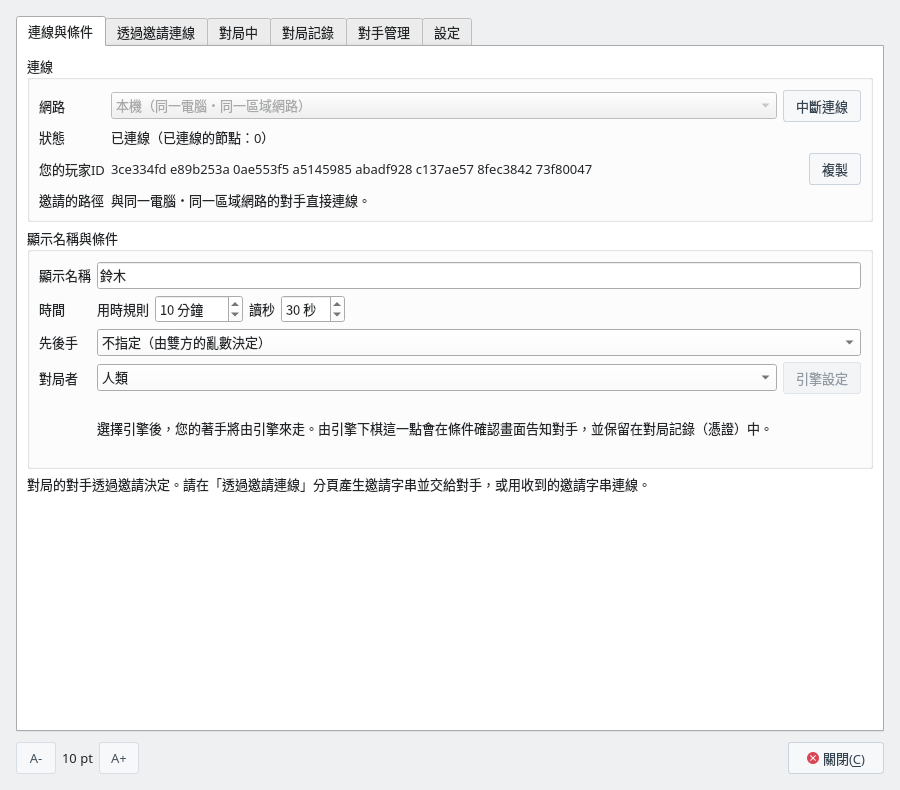 連線與條件 透過邀請連線 對局中 對局記錄 對手管理 設定
連線
網路 本機（同一電腦・同一區域網路） 中斷連線
狀態 已連線（已連線的節點：0）
您的玩家ID 3ce334fd e89b253a 0ae553f5 a5145985 abadf928 c137ae57 8fec3842 73f80047 複製
邀請的路徑 與同一電腦・同一區域網路的對手直接連線。
顯示名稱與條件
顯示名稱 鈴木
時間 用時規則 10 分鐘 讀秒 30 秒
先後手 不指定（由雙方的亂數決定）
對局者 人類 引擎設定
選擇引擎後，您的著手將由引擎來走。由引擎下棋這一點會在條件確認畫面告知對手，並保留在對局記錄（憑證）中。
對局的對手透過邀請決定。請在「透過邀請連線」分頁產生邀請字串並交給對手，或用收到的邀請字串連線。
A- 10 pt A+ 關閉(C)